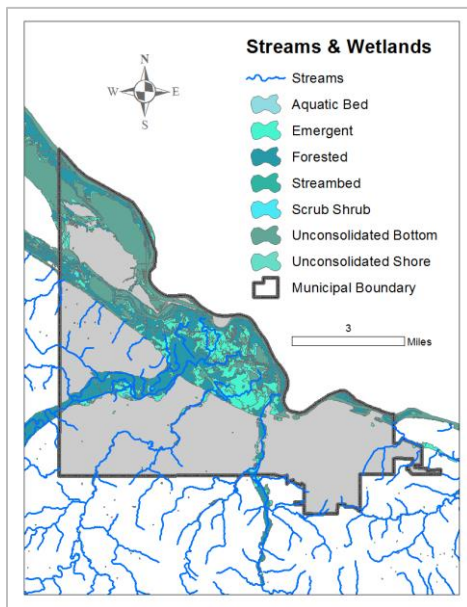 Streams & Wetlands
N
W E
S
Streams
Aquatic Bed
Emergent
Forested
Streambed
Scrub Shrub
Unconsolidated Bottom
Unconsolidated Shore
Municipal Boundary
3
Miles